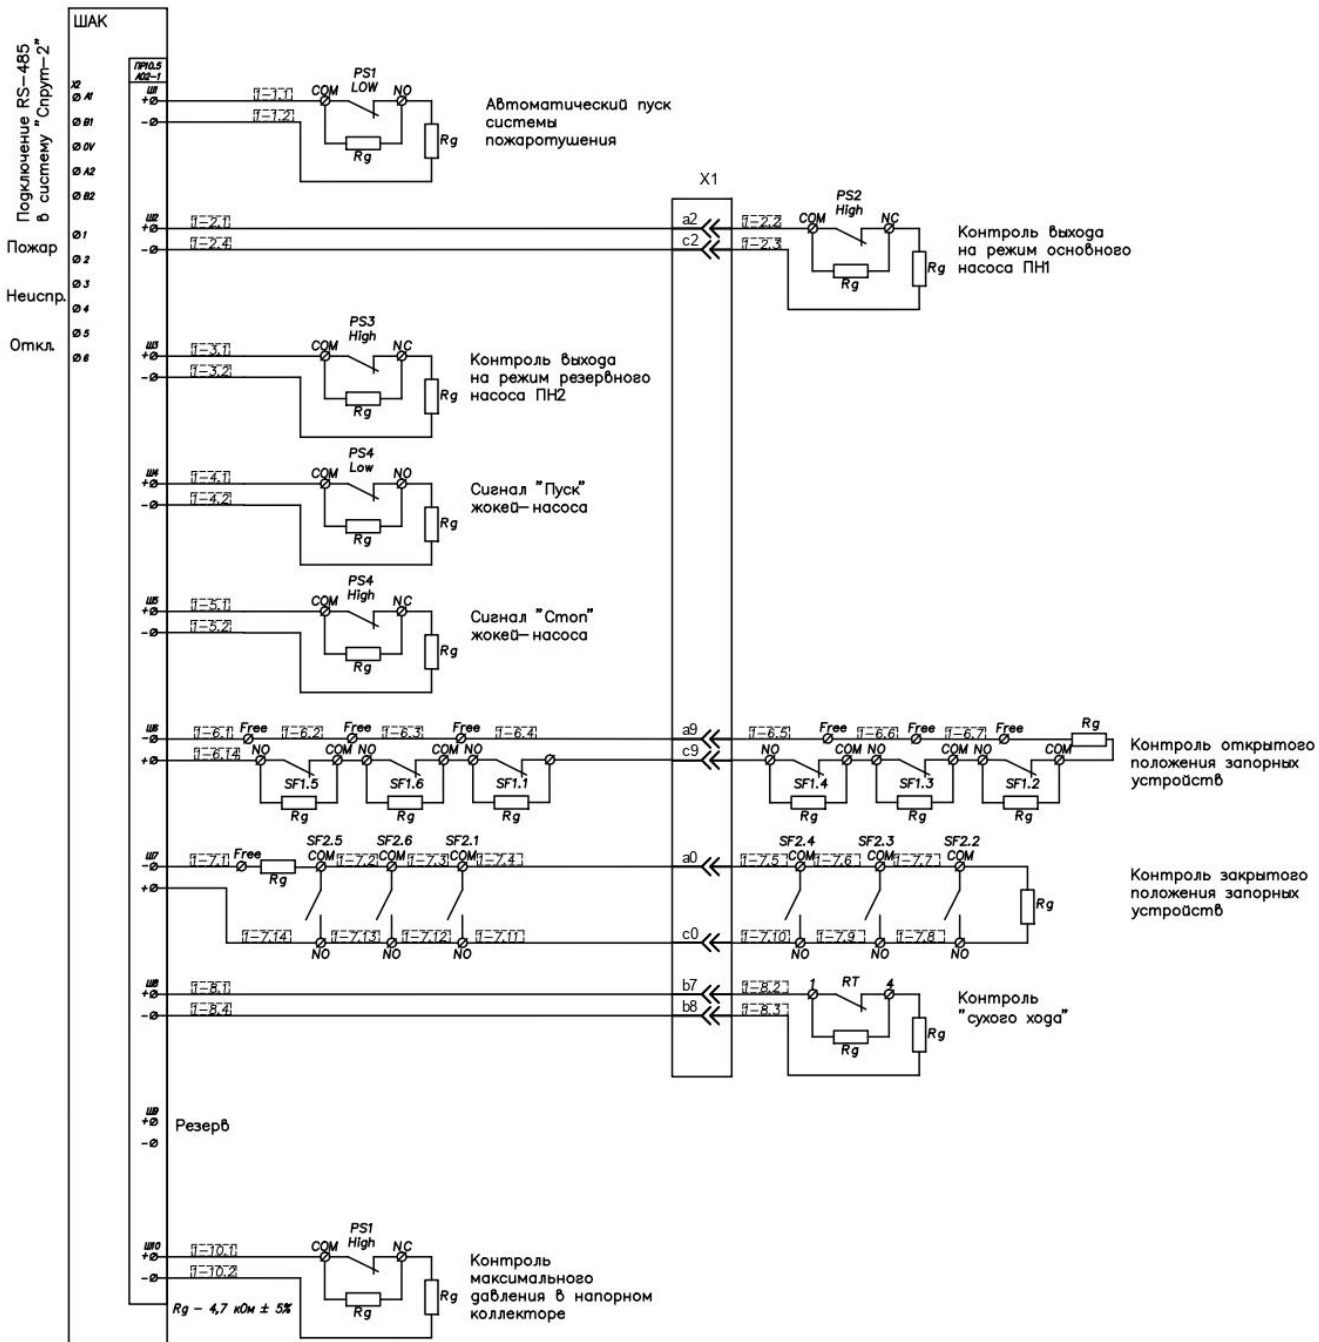 ШАК
Подключение RS-485
в систему "Спрут-2"
ПР10.5
А02-1
X2
A1
B1
0V
A2
B2
1
Пожар
2
3
Неиспр.
4
5
Откл.
6
Ш1
+
-
1-1.1
1-1.2
PS1
LOW
COM
NO
Rg
Rg
Автоматический пуск
системы
пожаротушения
X1
Ш2
+
-
1-2.1
1-2.4
a2
c2
1-2.2
1-2.3
PS2
High
COM
NC
Rg
Rg
Контроль выхода
на режим основного
насоса ПН1
Ш3
+
-
1-3.1
1-3.2
PS3
High
COM
NC
Rg
Rg
Контроль выхода
на режим резервного
насоса ПН2
Ш4
+
-
1-4.1
1-4.2
PS4
Low
COM
NO
Rg
Rg
Сигнал "Пуск"
жокей-насоса
Ш5
+
-
1-5.1
1-5.2
PS4
High
COM
NC
Rg
Rg
Сигнал "Стоп"
жокей-насоса
Ш6
-
+
1-6.1 Free 1-6.2 Free 1-6.3 Free 1-6.4
a9
1-6.5 Free 1-6.6 Free 1-6.7 Free
Rg
1-6.14 NO COM NO COM NO
c9
NO COM NO COM NO COM
SF1.5 SF1.6 SF1.1
SF1.4 SF1.3 SF1.2
Rg Rg Rg
Rg Rg Rg
Контроль открытого
положения запорных
устройств
Ш7
-
+
SF2.5 SF2.6 SF2.1
SF2.4 SF2.3 SF2.2
1-7.1 Free Rg COM 1-7.2 COM 1-7.3 COM 1-7.4
a0
1-7.5 COM 1-7.6 COM 1-7.7 COM
Rg
1-7.14 NO 1-7.13 NO 1-7.12 NO 1-7.11
c0
1-7.10 NO 1-7.9 NO 1-7.8 NO
Контроль закрытого
положения запорных
устройств
Ш8
+
-
1-8.1
1-8.4
b7
b8
1-8.2
1-8.3
1
RT
4
Rg
Rg
Контроль
"сухого хода"
Ш9
+
-
Резерв
Ш10
+
-
1-10.1
1-10.2
PS1
High
COM
NC
Rg
Rg
Контроль
максимального
давления в напорном
коллекторе
Rg - 4,7 кОм ± 5%